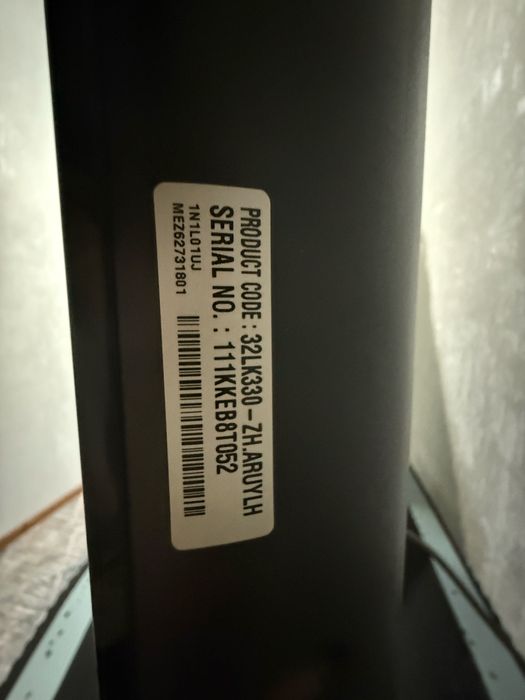 PRODUCT CODE : 32LK330-ZH.ARUYLH
SERIAL NO. : 111KKEB8T052
1N1L01UJ
MEZ62731801